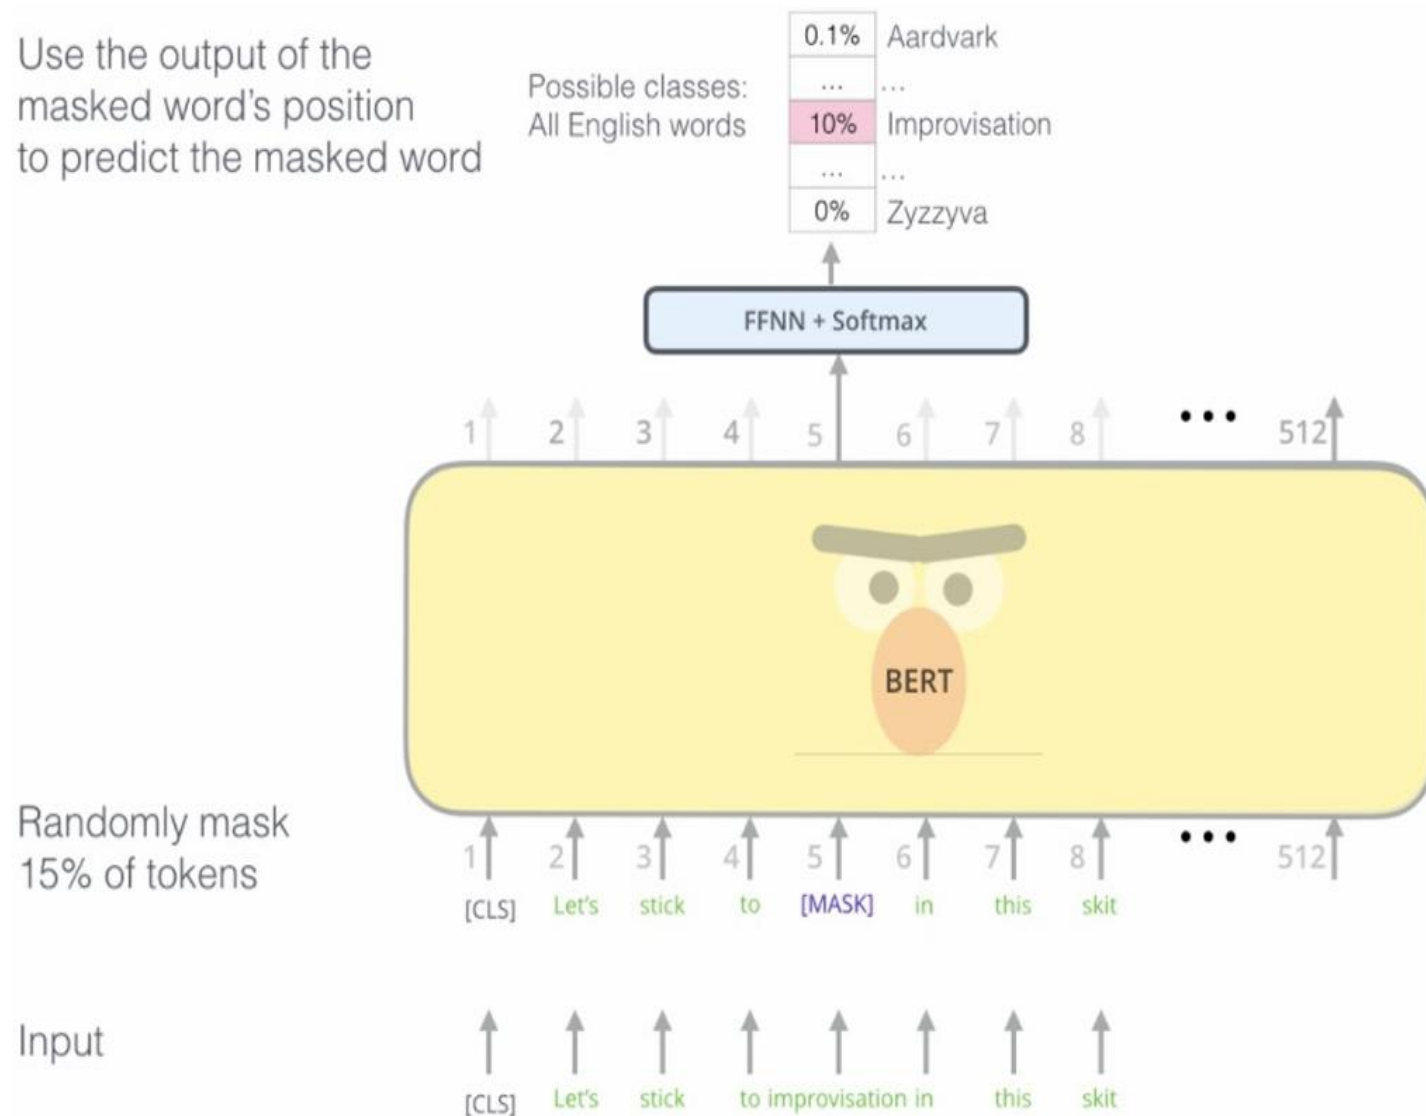 Use the output of the
masked word's position
to predict the masked word
Possible classes:
All English words
0.1% Aardvark
... ...
10% Improvisation
... ...
0% Zyzzyva
FFNN + Softmax
1 2 3 4 5 6 7 8 ... 512
BERT
Randomly mask
15% of tokens
1 2 3 4 5 6 7 8 ... 512
[CLS] Let's stick to [MASK] in this skit
Input
[CLS] Let's stick to improvisation in this skit